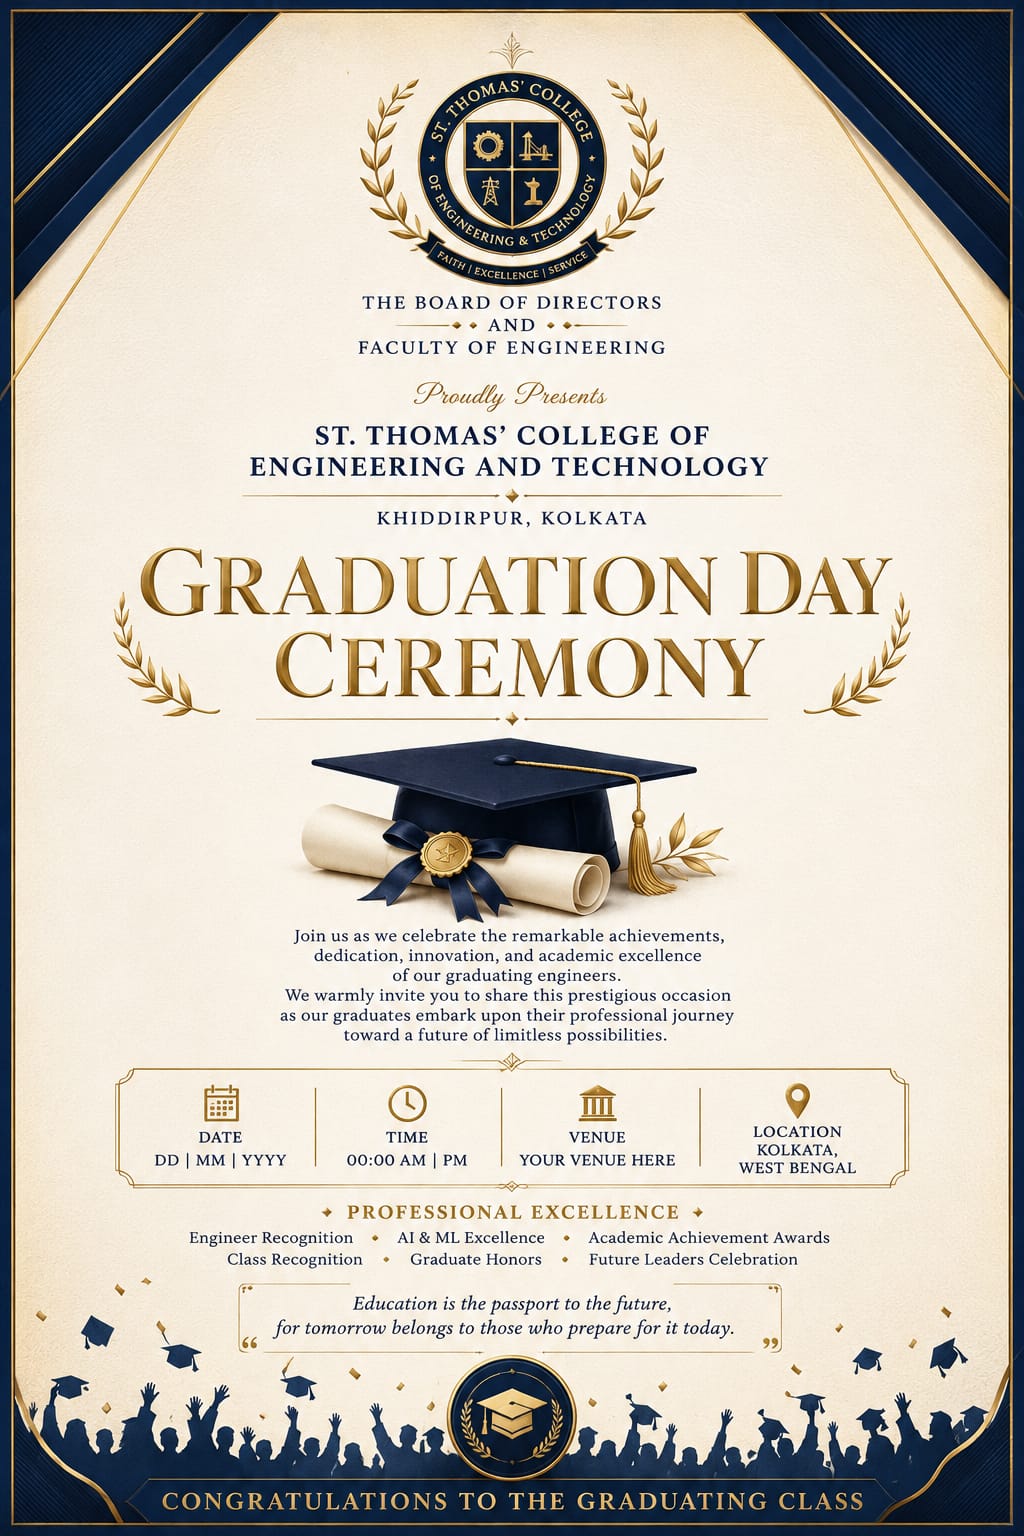 ST. THOMAS' COLLEGE
OF ENGINEERING & TECHNOLOGY
FAITH | EXCELLENCE | SERVICE
THE BOARD OF DIRECTORS
AND
FACULTY OF ENGINEERING
Proudly Presents
ST. THOMAS' COLLEGE OF
ENGINEERING AND TECHNOLOGY
KHIDDIRPUR, KOLKATA
GRADUATION DAY
CEREMONY
Join us as we celebrate the remarkable achievements,
dedication, innovation, and academic excellence
of our graduating engineers.
We warmly invite you to share this prestigious occasion
as our graduates embark upon their professional journey
toward a future of limitless possibilities.
DATE
DD | MM | YYYY
TIME
00:00 AM | PM
VENUE
YOUR VENUE HERE
LOCATION
KOLKATA,
WEST BENGAL
PROFESSIONAL EXCELLENCE
Engineer Recognition • AI & ML Excellence • Academic Achievement Awards
Class Recognition • Graduate Honors • Future Leaders Celebration
Education is the passport to the future,
“ for tomorrow belongs to those who prepare for it today. ”
CONGRATULATIONS TO THE GRADUATING CLASS